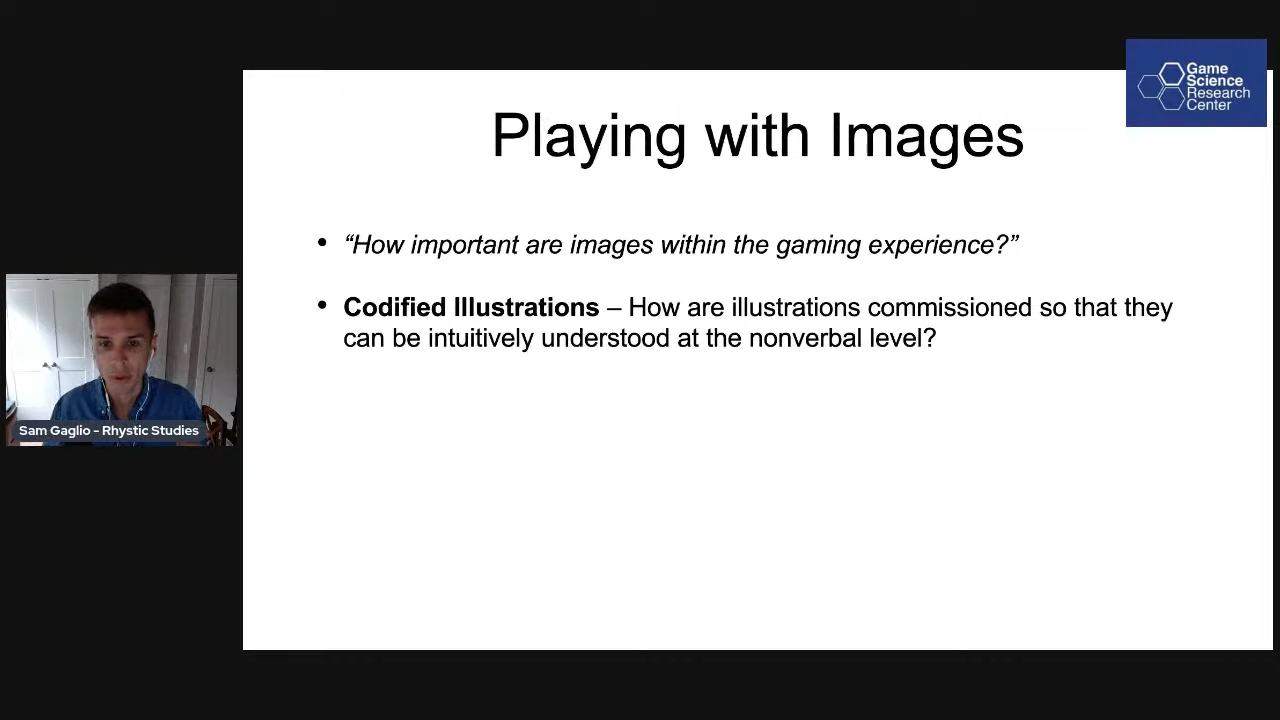 Game
Science
Research
Center
Playing with Images
• “How important are images within the gaming experience?”
• Codified Illustrations – How are illustrations commissioned so that they
can be intuitively understood at the nonverbal level?
Sam Gaglio - Rhystic Studies